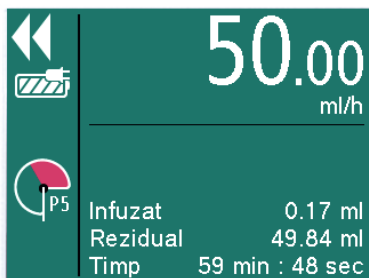 50.00
ml/h
P5
Infuzat 0.17 ml
Rezidual 49.84 ml
Timp 59 min : 48 sec